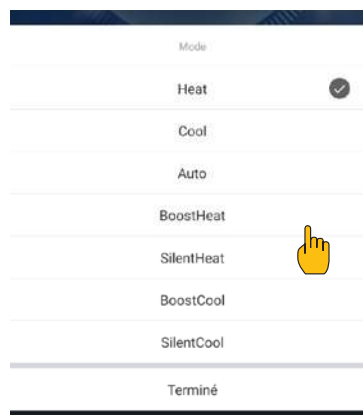 Mode
Heat
Cool
Auto
BoostHeat
SilentHeat
BoostCool
SilentCool
Terminé